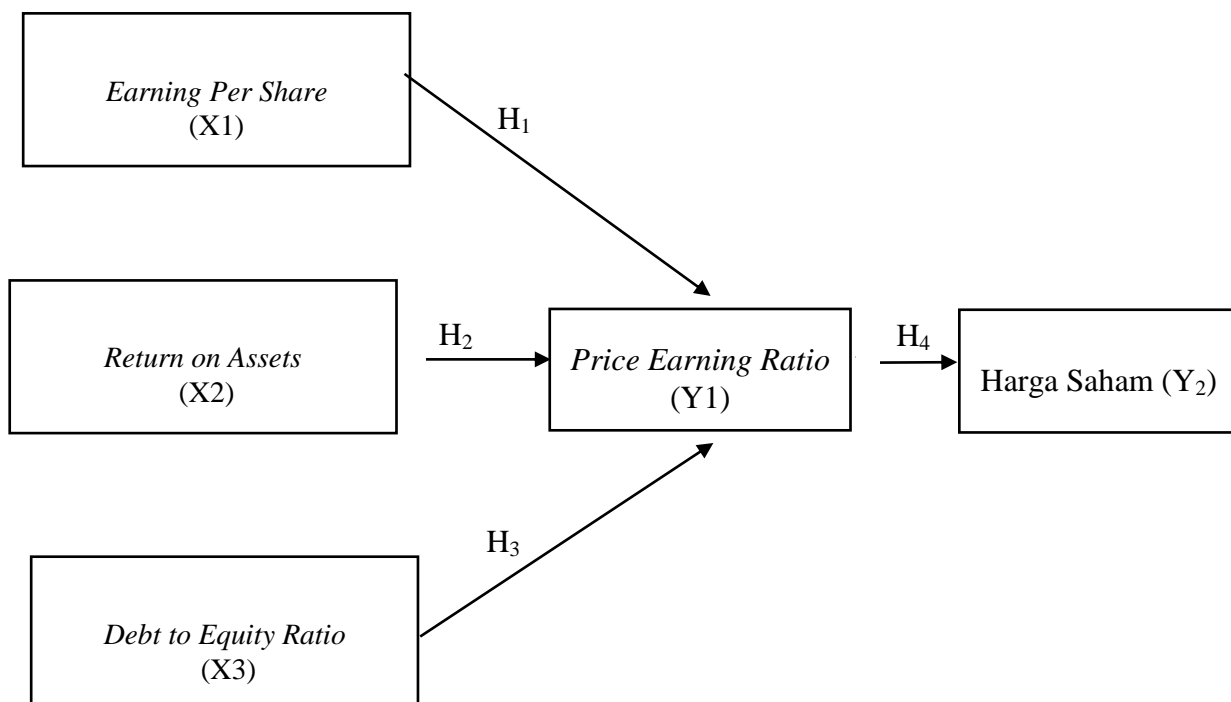 Earning Per Share
(X1)
H₁
Return on Assets
(X2)
H₂
Price Earning Ratio
(Y1)
H₄
Harga Saham (Y₂)
H₃
Debt to Equity Ratio
(X3)